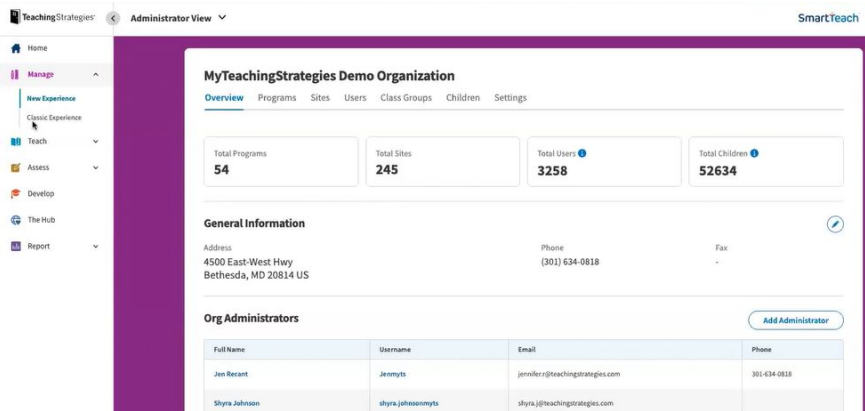 TeachingStrategies
Administrator View
SmartTeach
Home
Manage
New Experience
Classic Experience
Teach
Assess
Develop
The Hub
Report
MyTeachingStrategies Demo Organization
Overview Programs Sites Users Class Groups Children Settings
Total Programs
54
Total Sites
245
Total Users
3258
Total Children
52634
General Information
Address
4500 East-West Hwy
Bethesda, MD 20814 US
Phone
(301) 634-0818
Fax
-
Org Administrators
Add Administrator
Full Name Username Email Phone
Jen Recant Jenmyts jennifer.r@teachingstrategies.com 301-634-0818
Shyra Johnson shyra.johnsonmyts shyra.j@teachingstrategies.com